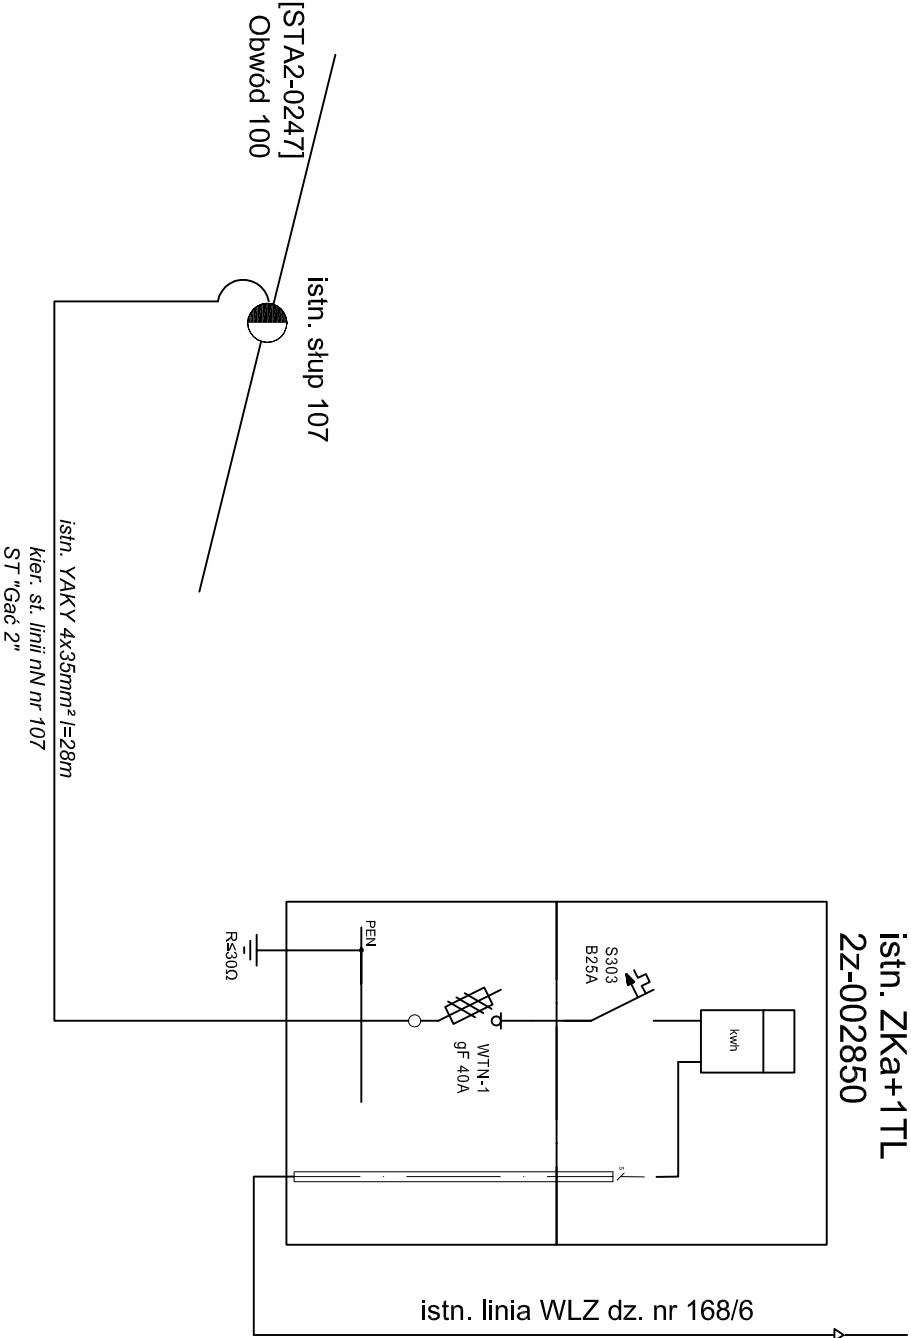 [STA2-0247]
Obwód 100
istn. słup 107
istn. YAKY 4x35mm² l=28m
kier. st. linii nN nr 107
ST "Gać 2"
istn. ZKa+1TL
2z-002850
PEN
R≤30Ω
S303
B25A
WTN-1
gF 40A
kwh
5
istn. linia WLZ dz. nr 168/6